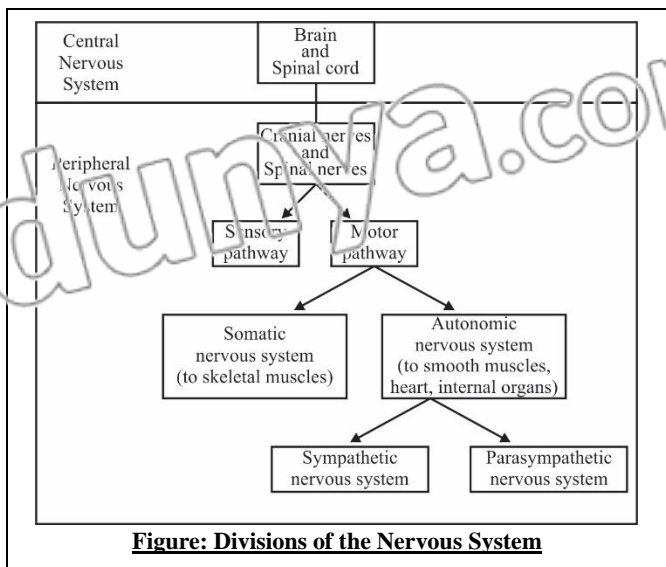 Central
Nervous
System
Brain
and
Spinal cord
Peripheral
Nervous
System
Cranial nerves
and
Spinal nerves
Sensory
pathway
Motor
pathway
Somatic
nervous system
(to skeletal muscles)
Autonomic
nervous system
(to smooth muscles,
heart, internal organs)
Sympathetic
nervous system
Parasympathetic
nervous system
Figure: Divisions of the Nervous System
dunya.com